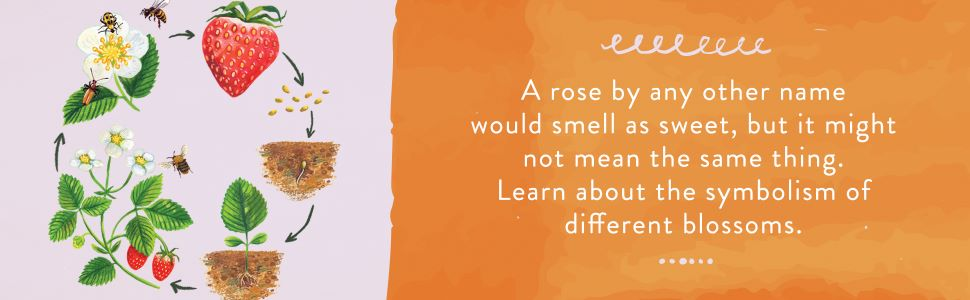 A rose by any other name
would smell as sweet, but it might
not mean the same thing.
Learn about the symbolism of
different blossoms.